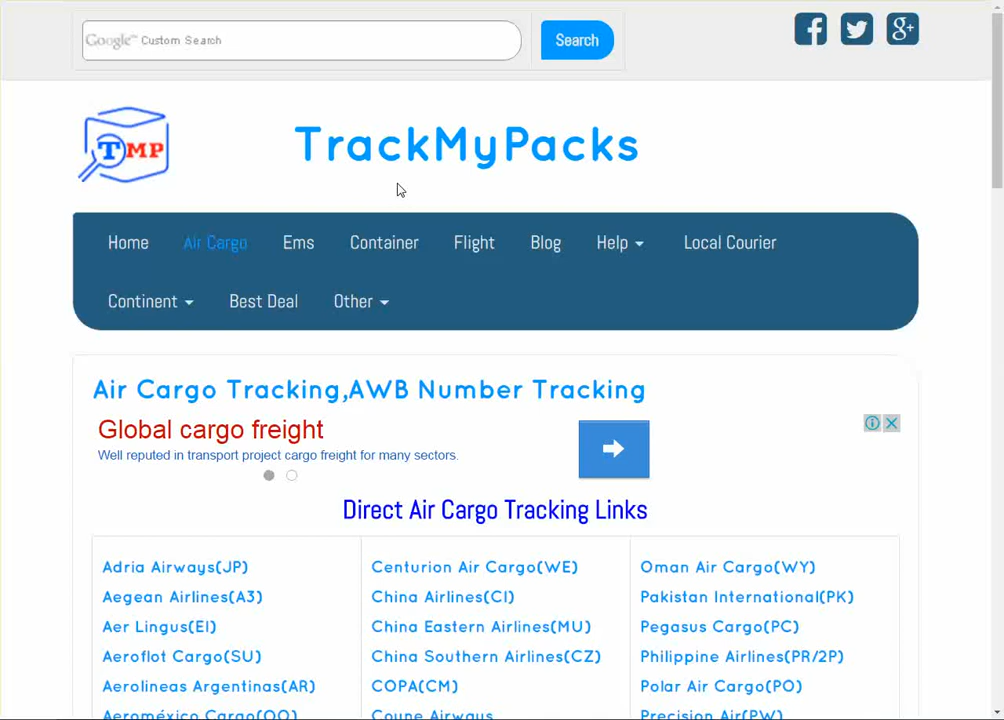 Google™ Custom Search
Search
TMP
TrackMyPacks
Home Air Cargo Ems Container Flight Blog Help Local Courier
Continent Best Deal Other
Air Cargo Tracking,AWB Number Tracking
Global cargo freight
Well reputed in transport project cargo freight for many sectors.
Direct Air Cargo Tracking Links
Adria Airways(JP)
Aegean Airlines(A3)
Aer Lingus(EI)
Aeroflot Cargo(SU)
Aerolineas Argentinas(AR)
Aeroméxico Cargo(QO)
Centurion Air Cargo(WE)
China Airlines(CI)
China Eastern Airlines(MU)
China Southern Airlines(CZ)
COPA(CM)
Coyne Airways
Oman Air Cargo(WY)
Pakistan International(PK)
Pegasus Cargo(PC)
Philippine Airlines(PR/2P)
Polar Air Cargo(PO)
Precision Air(PW)